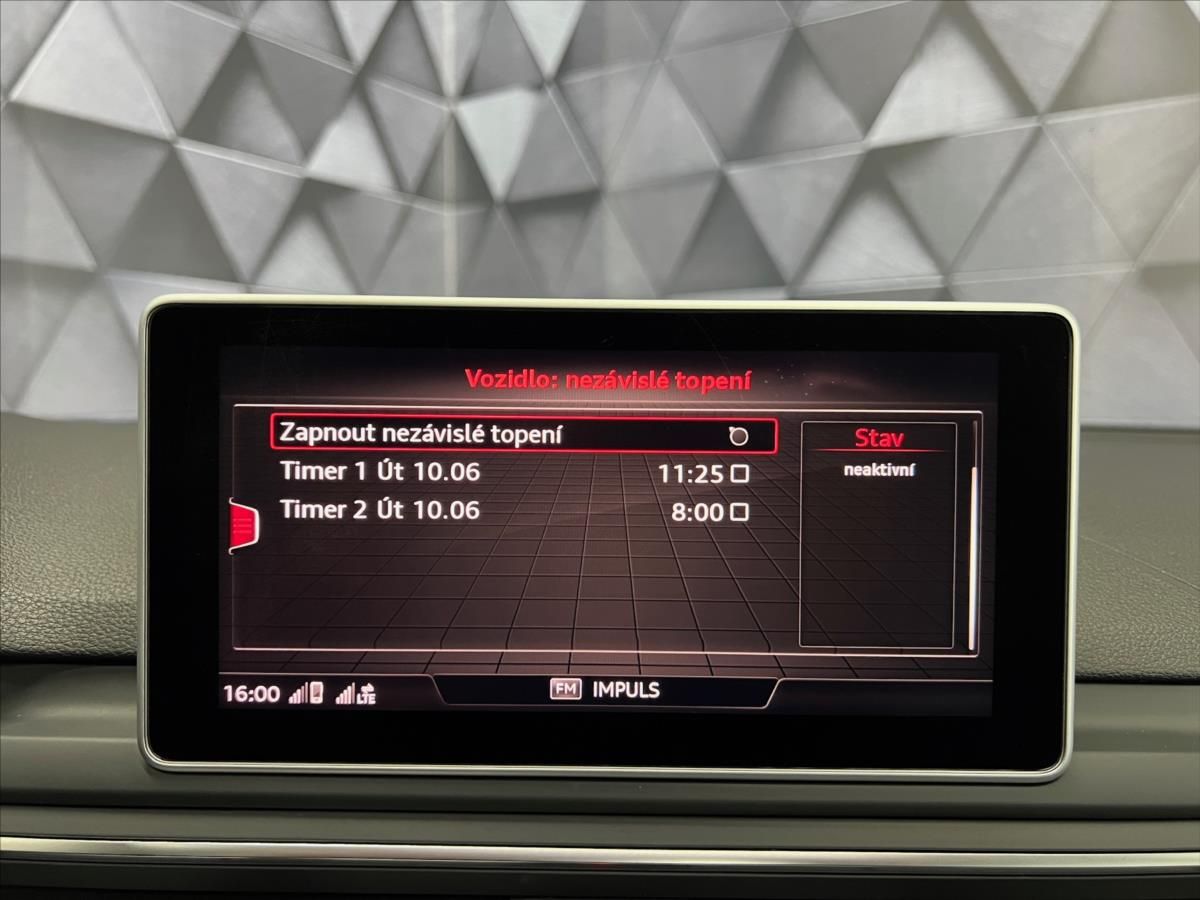 Vozidlo: nezávislé topení
Zapnout nezávislé topení
Timer 1 Út 10.06 11:25
Timer 2 Út 10.06 8:00
Stav
neaktivní
16:00 LTE
FM IMPULS